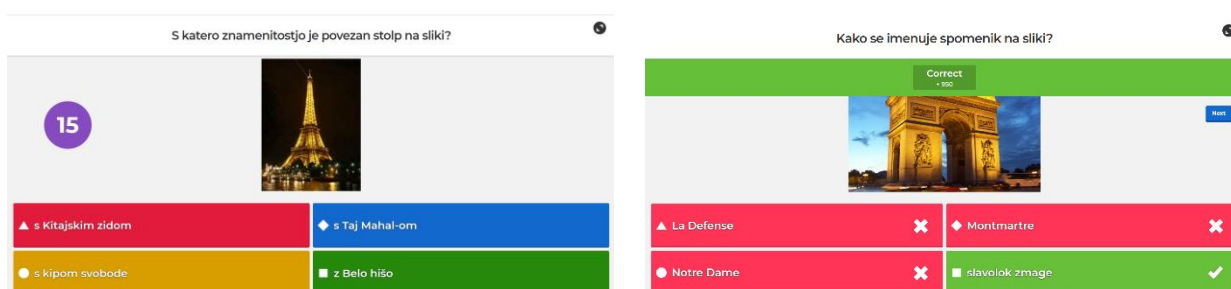 S katero znamenitostjo je povezan stolp na sliki?
15
s Kitajskim zidom
s Taj Mahal-om
s kipom svobode
z Belo hišo
Kako se imenuje spomenik na sliki?
Correct
+ 950
Next
La Defense
Montmartre
Notre Dame
slavolok zmage